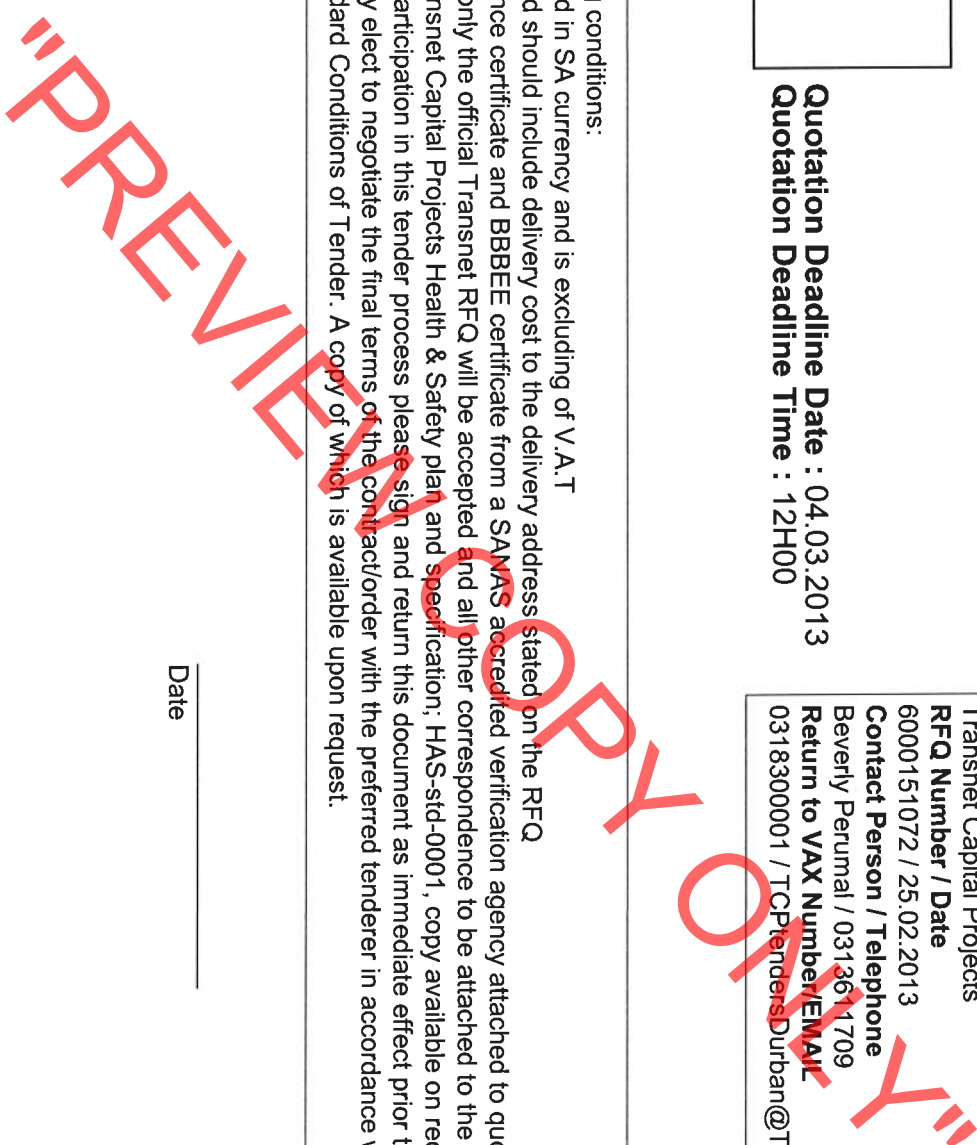 Transnet Capital Projects
RFQ Number / Date
6000151072 / 25.02.2013
Contact Person / Telephone
Beverly Perumal / 0313611709
Return to VAX Number/EMAIL
0318300001 / TCPtendersDurban@T
Quotation Deadline Date : 04.03.2013
Quotation Deadline Time : 12H00
conditions:
d in SA currency and is excluding of V.A.T
d should include delivery cost to the delivery address stated on the RFQ
nce certificate and BBBEE certificate from a SANAS accredited verification agency attached to que
only the official Transnet RFQ will be accepted and all other correspondence to be attached to the
nsnet Capital Projects Health & Safety plan and specification; HAS-std-0001, copy available on req
articipation in this tender process please sign and return this document as immediate effect prior t
y elect to negotiate the final terms of the contract/order with the preferred tenderer in accordance w
dard Conditions of Tender. A copy of which is available upon request.
Date
"PREVIEW COPY ONLY"